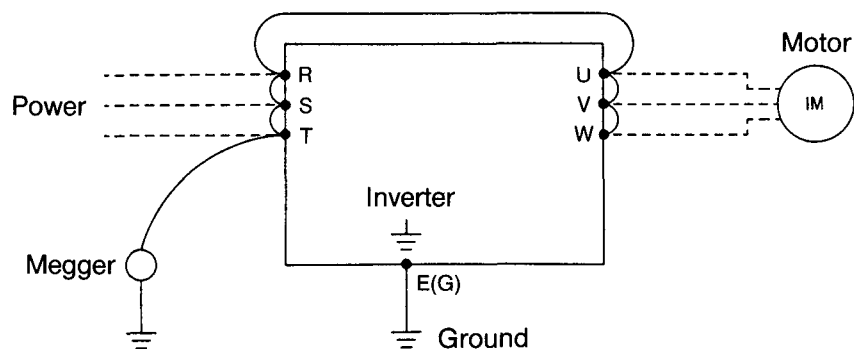 Motor
R
U
Power
S
V
IM
T
W
Inverter
Megger
E(G)
Ground